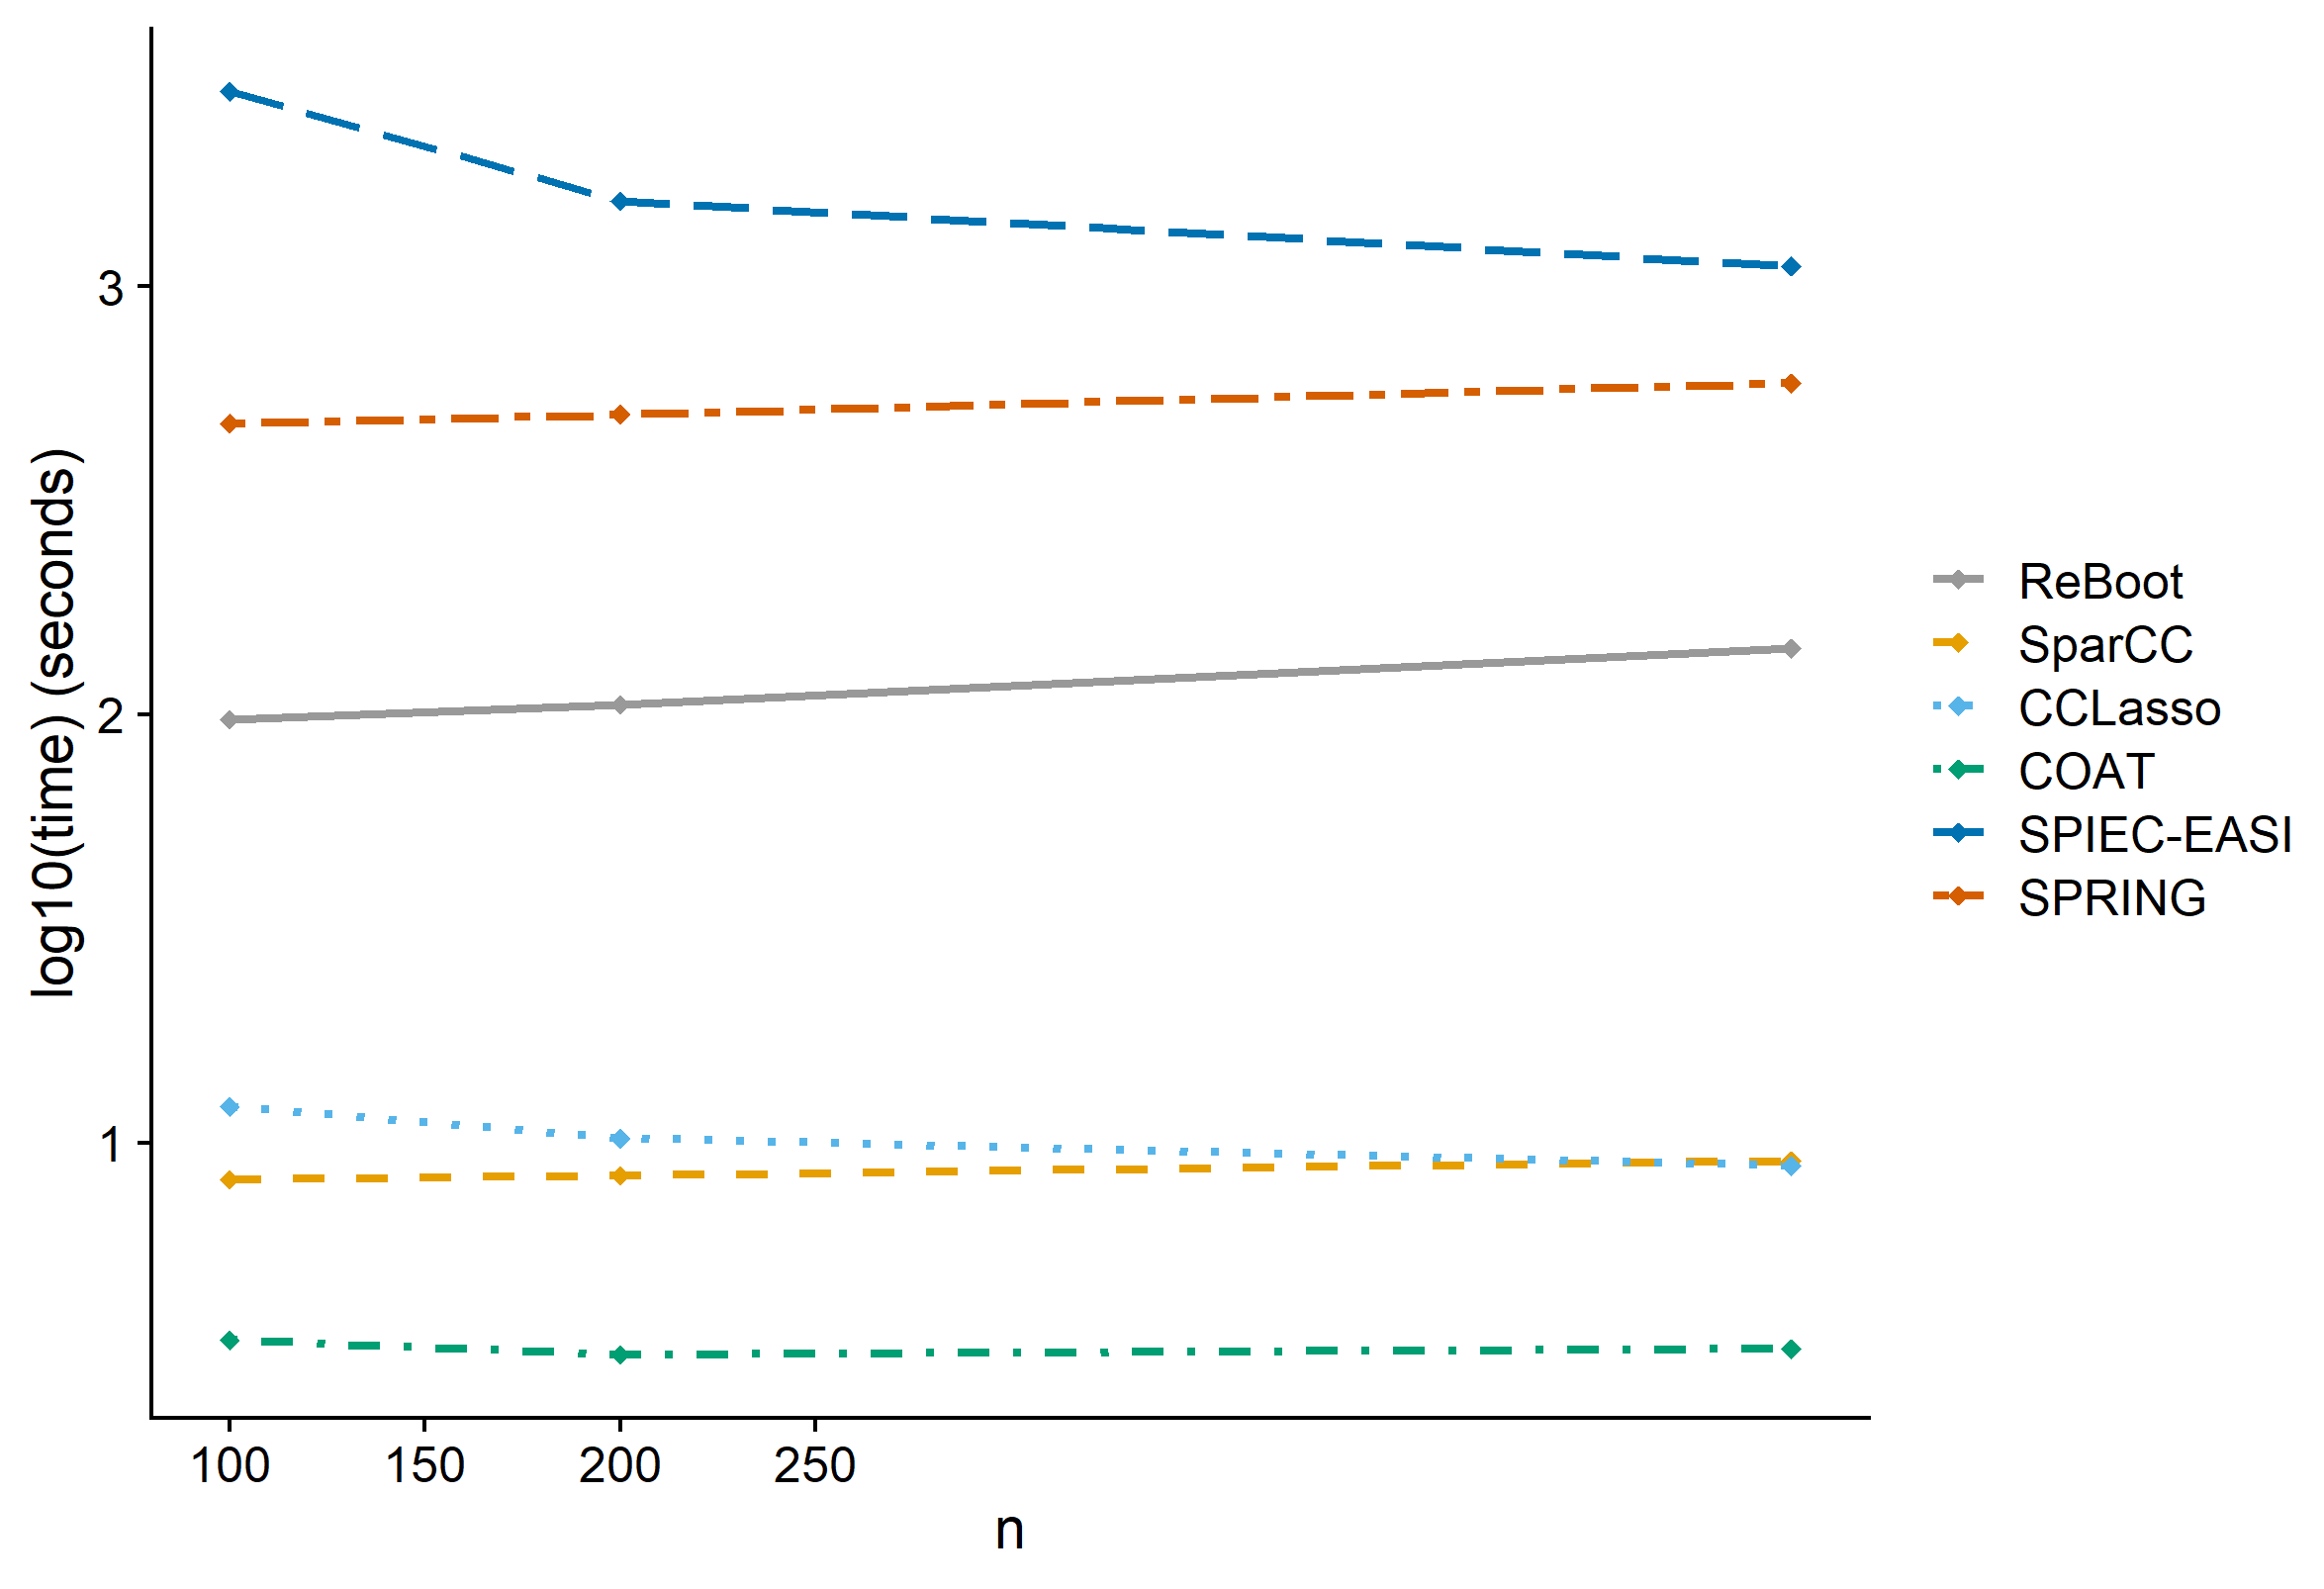 log10(time) (seconds)
3
2
1
100 150 200 250
n
ReBoot
SparCC
CCLasso
COAT
SPIEC-EASI
SPRING